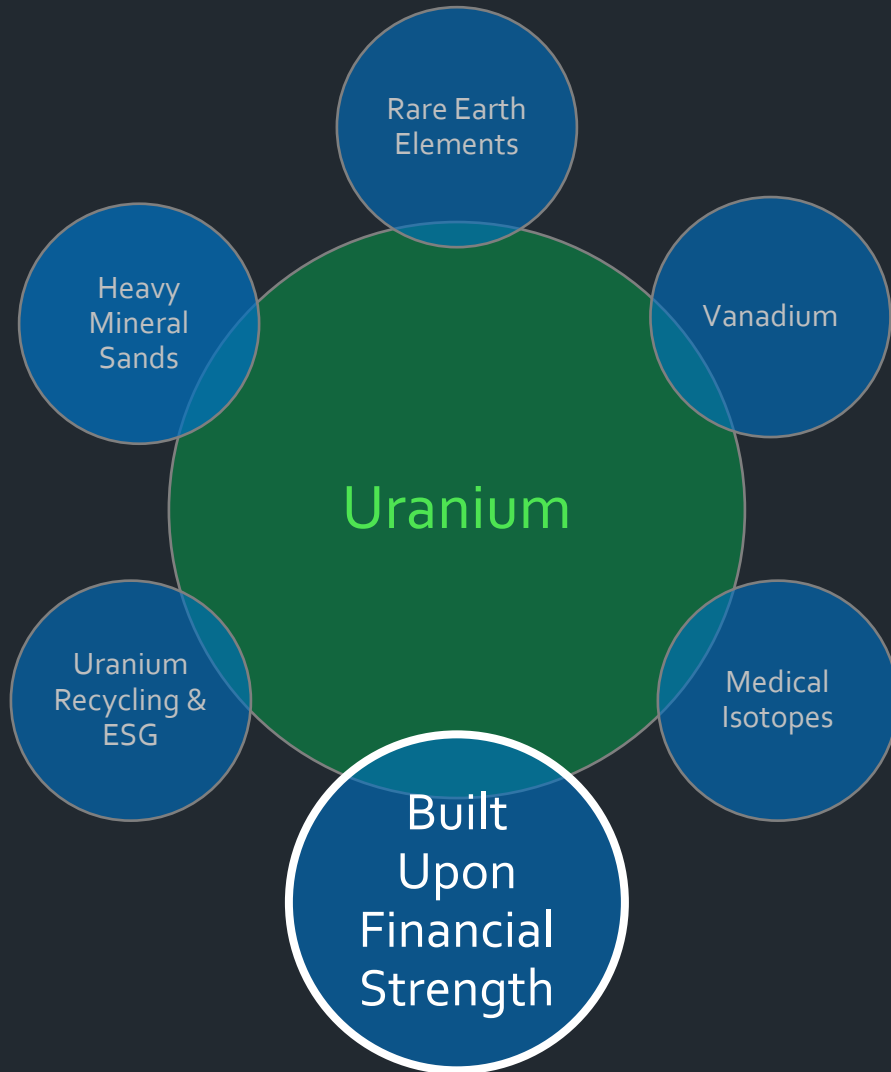 Rare Earth
Elements
Heavy
Mineral
Sands
Vanadium
Uranium
Uranium
Recycling &
ESG
Medical
Isotopes
Built
Upon
Financial
Strength